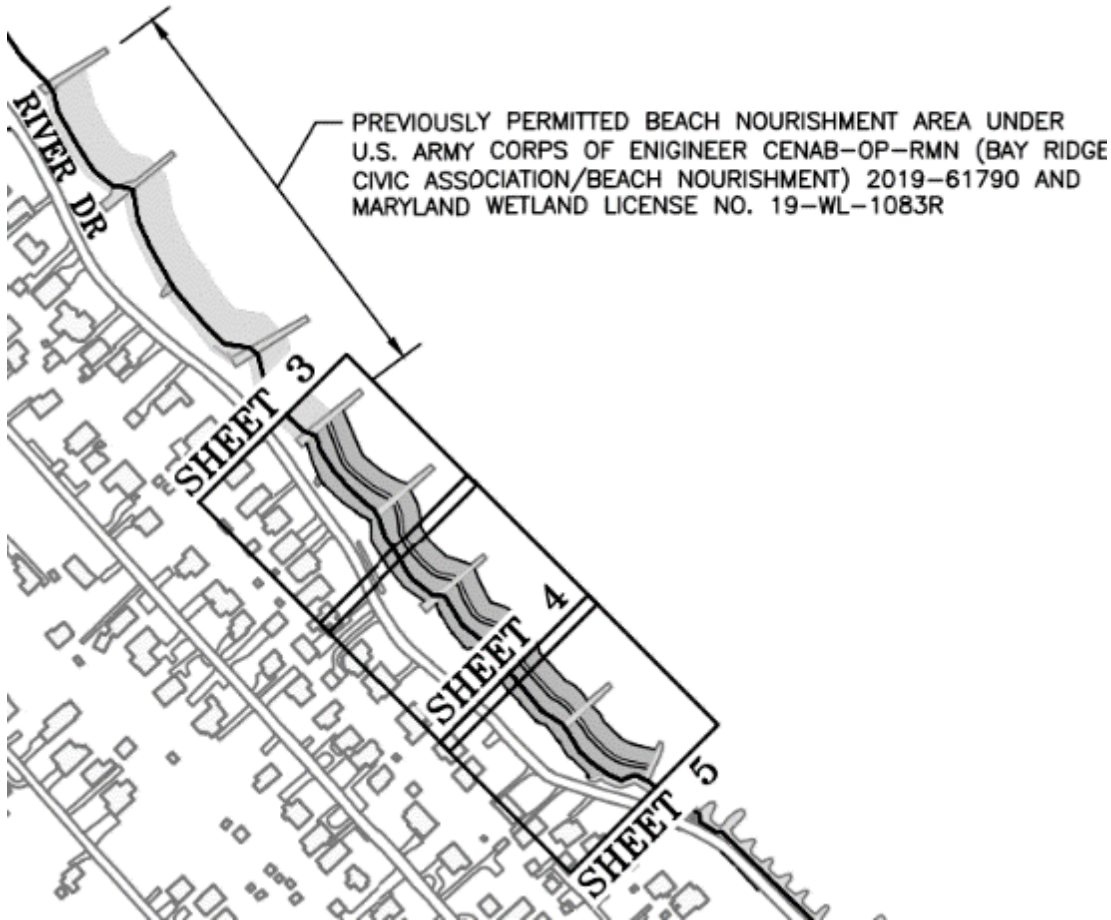 PREVIOUSLY PERMITTED BEACH NOURISHMENT AREA UNDER
U.S. ARMY CORPS OF ENIGINEER CENAB-OP-RMN (BAY RIDGE
CIVIC ASSOCIATION/BEACH NOURISHMENT) 2019-61790 AND
MARYLAND WETLAND LICENSE NO. 19-WL-1083R
RIVER DR
SHEET 3
SHEET 4
SHEET 5